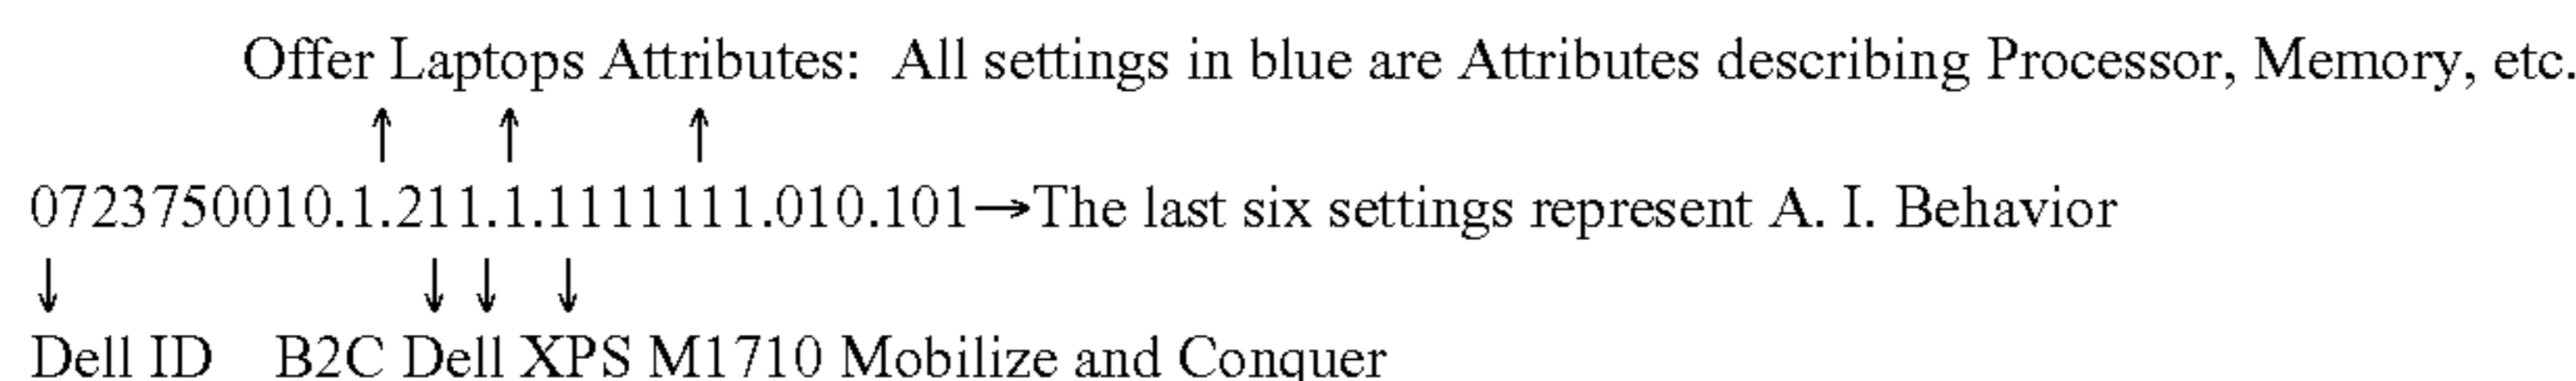 Offer Laptops Attributes: All settings in blue are Attributes describing Processor, Memory, etc.
↑ ↑ ↑
0723750010.1.211.1.1111111.010.101→The last six settings represent A. I. Behavior
↓ ↓ ↓ ↓
Dell ID B2C Dell XPS M1710 Mobilize and Conquer